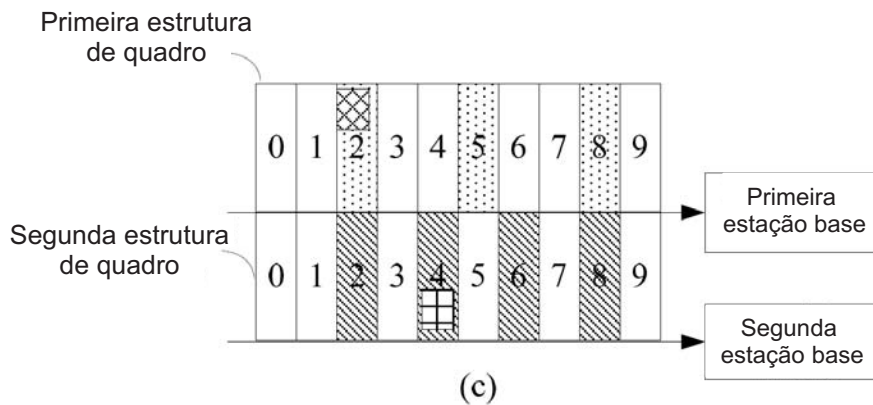 Primeira estrutura
de quadro
0 1 2 3 4 5 6 7 8 9
Primeira
estação base
Segunda estrutura
de quadro
0 1 2 3 4 5 6 7 8 9
Segunda
estação base
(c)